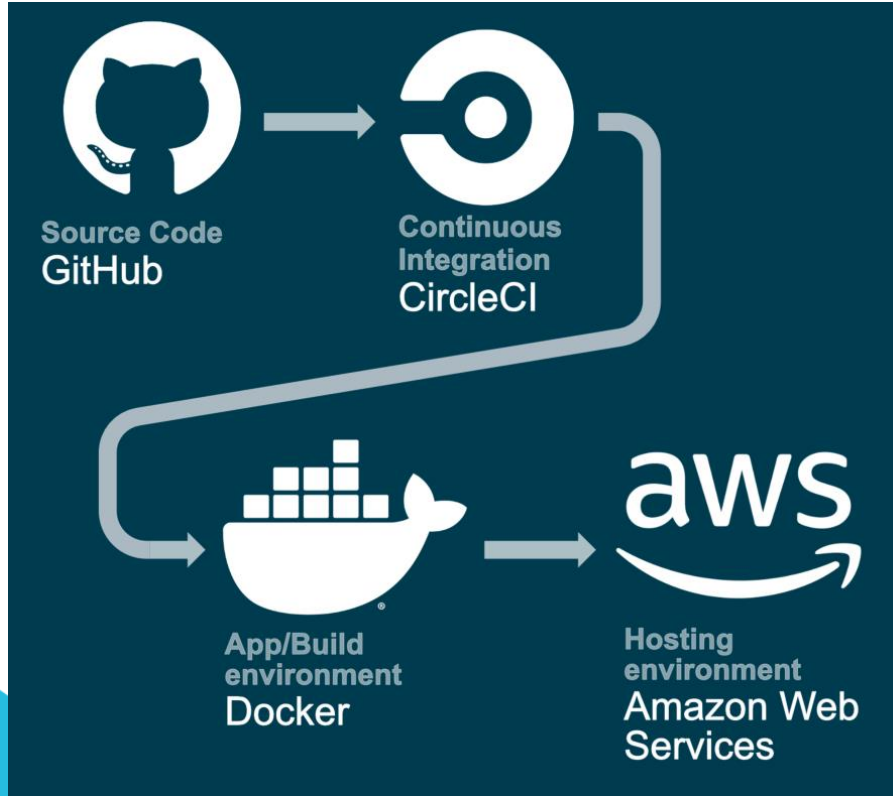 Source Code
GitHub
Continuous
Integration
CircleCI
aws
®
App/Build
environment
Docker
Hosting
environment
Amazon Web
Services